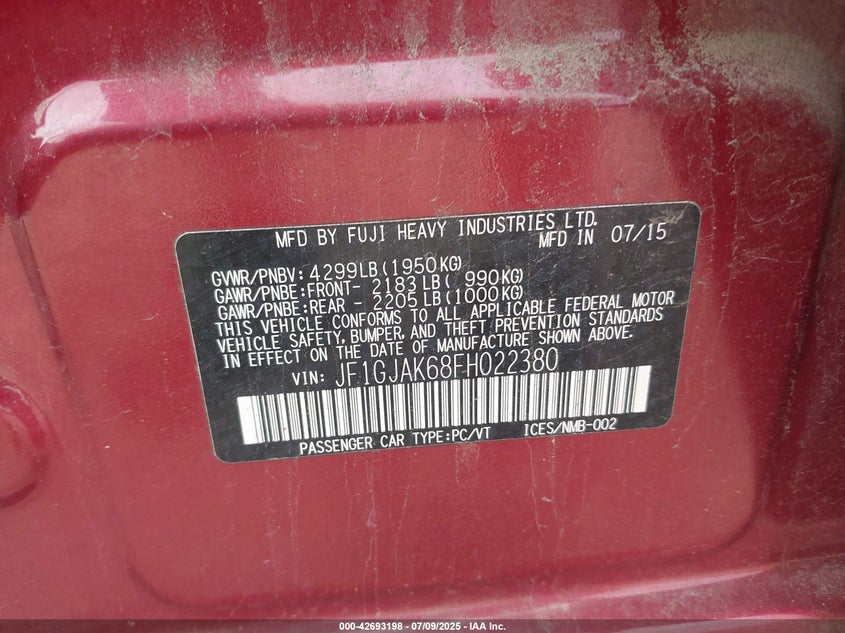 MFD BY FUJI HEAVY INDUSTRIES LTD.
MFD IN 07/15
GVWR/PNBV: 4299LB(1950KG)
GAWR/PNBE:FRONT- 2183LB( 990KG)
GAWR/PNBE:REAR - 2205LB(1000KG)
THIS VEHICLE CONFORMS TO ALL APPLICABLE FEDERAL MOTOR
VEHICLE SAFETY, BUMPER, AND THEFT PREVENTION STANDARDS
IN EFFECT ON THE DATE OF MANUFACTURE SHOWN ABOVE.
VIN: JF1GJAK68FH022380
PASSENGER CAR TYPE:PC/VT ICES/NMB-002
000-42693198 - 07/09/2025 - IAA Inc.